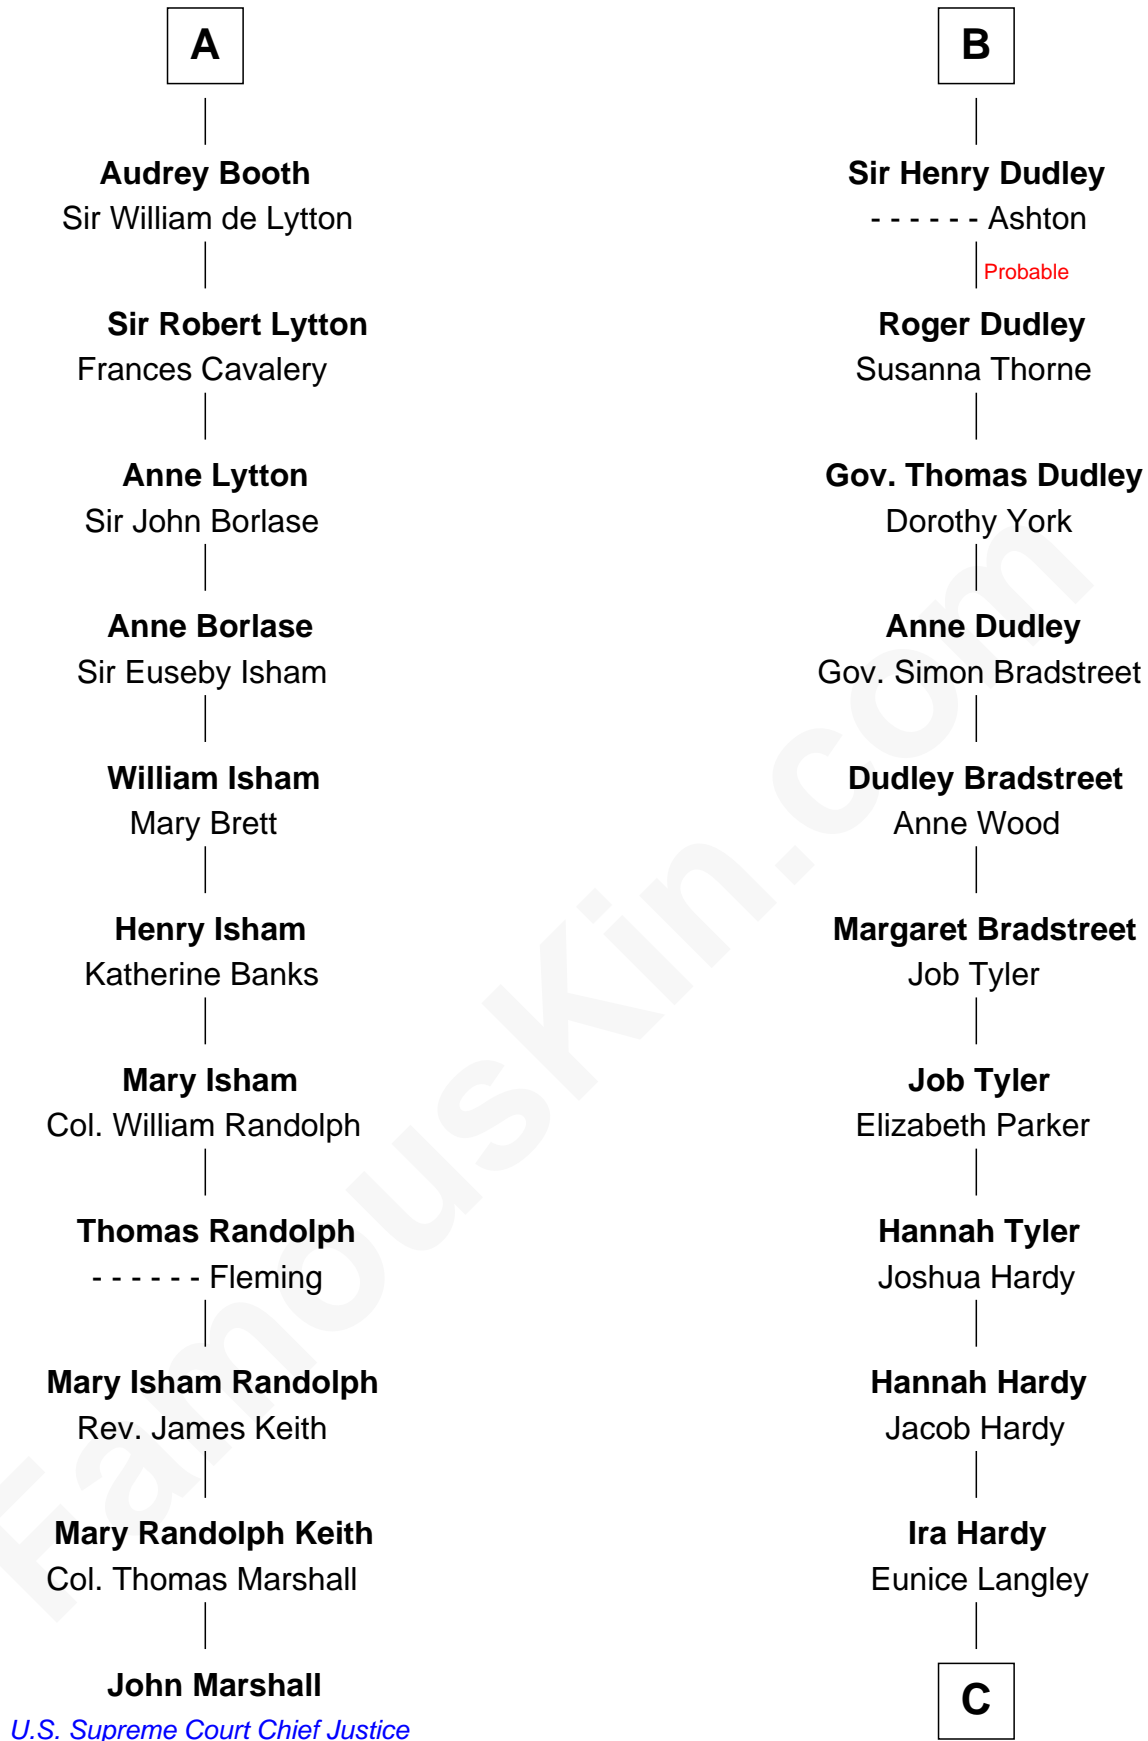 A
Audrey Booth
Sir William de Lytton
Sir Robert Lytton
Frances Cavalery
Anne Lytton
Sir John Borlase
Anne Borlase
Sir Euseby Isham
William Isham
Mary Brett
Henry Isham
Katherine Banks
Mary Isham
Col. William Randolph
Thomas Randolph
- - - - - - Fleming
Mary Isham Randolph
Rev. James Keith
Mary Randolph Keith
Col. Thomas Marshall
John Marshall
U.S. Supreme Court Chief Justice
B
Sir Henry Dudley
- - - - - - Ashton
Probable
Roger Dudley
Susanna Thorne
Gov. Thomas Dudley
Dorothy York
Anne Dudley
Gov. Simon Bradstreet
Dudley Bradstreet
Anne Wood
Margaret Bradstreet
Job Tyler
Job Tyler
Elizabeth Parker
Hannah Tyler
Joshua Hardy
Hannah Hardy
Jacob Hardy
Ira Hardy
Eunice Langley
C
FamousKin.com